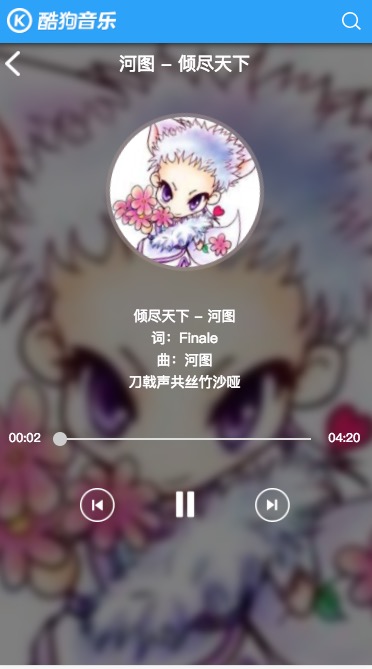 酷狗音乐
河图 – 倾尽天下
倾尽天下 – 河图
词：Finale
曲：河图
刀戟声共丝竹沙哑
00:02
04:20